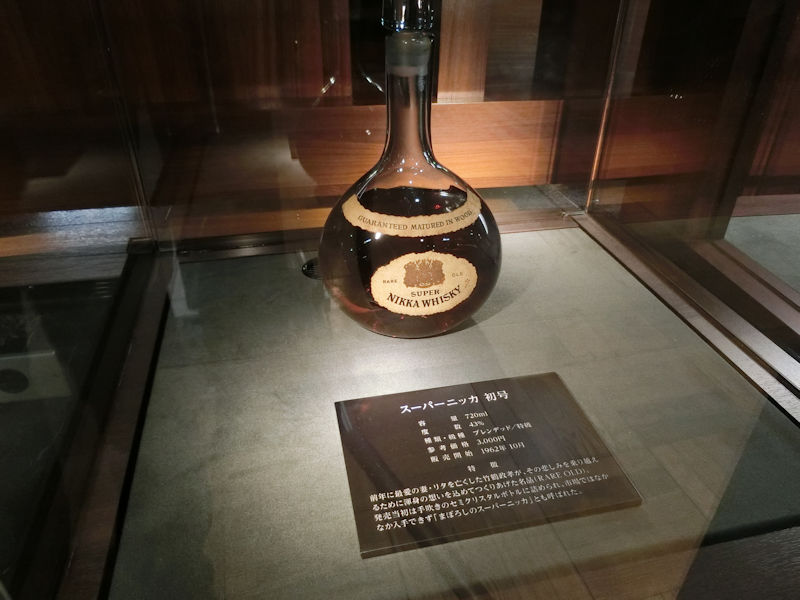 GUARANTEED MATURED IN WOOD
RARE OLD
SUPER
NIKKA WHISKY
スーパーニッカ 初号
容量 720ml
度数 43%
種類・級種 ブレンデッド／特級
参考価格 3,000円
販売開始 1962年 10月
特徴
前年に最愛の妻・リタを亡くした竹鶴政孝が、その悲しみを乗り越え
るために渾身の想いを込めてつくりあげた名品(RARE OLD)。
発売当初は手吹きのセミクリスタルボトルに詰められ、市場ではなか
なか入手できず「まぼろしのスーパーニッカ」とも呼ばれた。